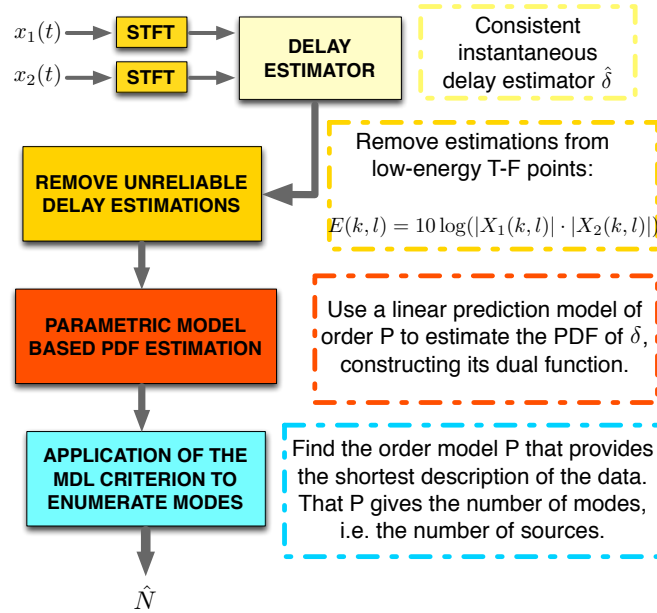 x₁(t)
STFT
x₂(t)
STFT
DELAY
ESTIMATOR
Consistent
instantaneous
delay estimator δ̂
REMOVE UNRELIABLE
DELAY ESTIMATIONS
Remove estimations from
low-energy T-F points:
E(k, l) = 10 log(|X₁(k, l)| · |X₂(k, l)|)
PARAMETRIC MODEL
BASED PDF ESTIMATION
Use a linear prediction model of
order P to estimate the PDF of δ,
constructing its dual function.
APPLICATION OF THE
MDL CRITERION TO
ENUMERATE MODES
Find the order model P that provides
the shortest description of the data.
That P gives the number of modes,
i.e. the number of sources.
N̂